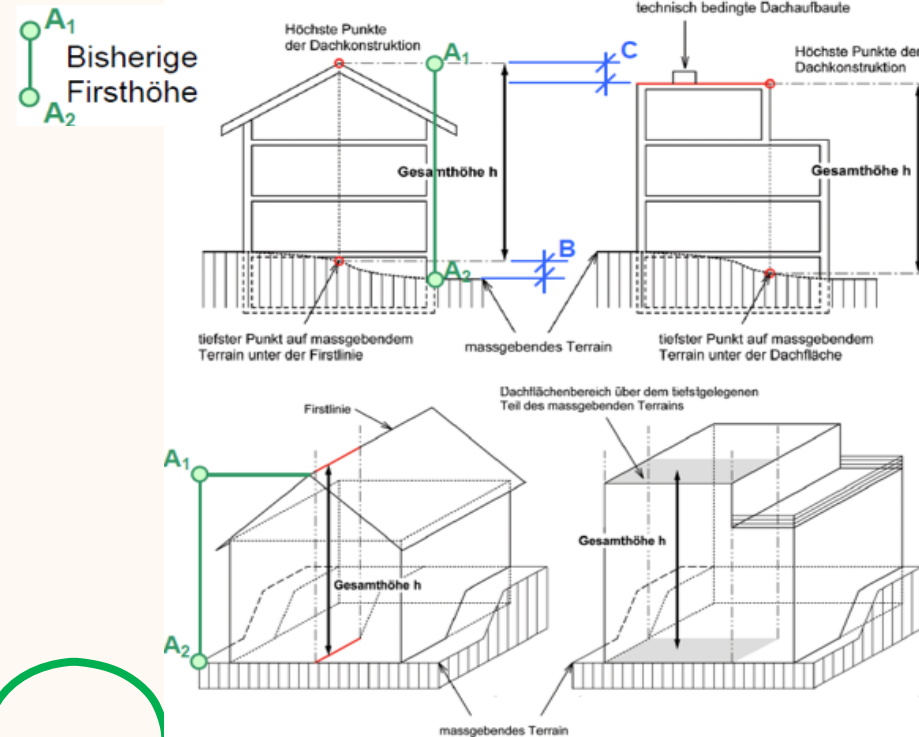 A1
Bisherige
Firsthöhe
A2
Höchste Punkte
der Dachkonstruktion
A1
C
technisch bedingte Dachaufbaute
Höchste Punkte der
Dachkonstruktion
Gesamthöhe h
Gesamthöhe h
B
A2
tiefster Punkt auf massgebendem
Terrain unter der Firstlinie
massgebendes Terrain
tiefster Punkt auf massgebendem
Terrain unter der Dachfläche
Firstlinie
Dachflächenbereich über dem tiefstgelegenen
Teil des massgebenden Terrains
A1
Gesamthöhe h
Gesamthöhe h
A2
massgebendes Terrain